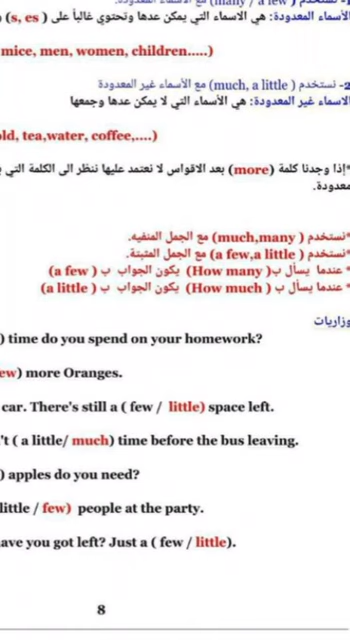 1- نستخدم ( many / a few) مع الاسماء المعدودة
الأسماء المعدودة: هي الاسماء التي يمكن عدها وتحتوي غالباً على ( s, es) و
mice, men, women, children.....)
2- نستخدم ( much, a little) مع الاسماء غير المعدودة
الاسماء غير المعدودة: هي الأسماء التي لا يمكن عدها وجمعها
old, tea,water, coffee,....)
*إذا وجدنا كلمة (more) بعد الاقواس لا نعتمد عليها ننظر الى الكلمة التي
معدودة.
*نستخدم ( much,many) مع الجمل المنفيه.
*نستخدم ( a few,a little) مع الجمل المثبتة.
* عندما يسأل ب( How many) يكون الجواب ب ( a few)
* عندما يسأل ب ( How much) يكون الجواب ب ( a little)
وزاريات
) time do you spend on your homework?
ew) more Oranges.
car. There's still a ( few / little) space left.
't ( a little/ much) time before the bus leaving.
) apples do you need?
little / few) people at the party.
ave you got left? Just a ( few / little).
8